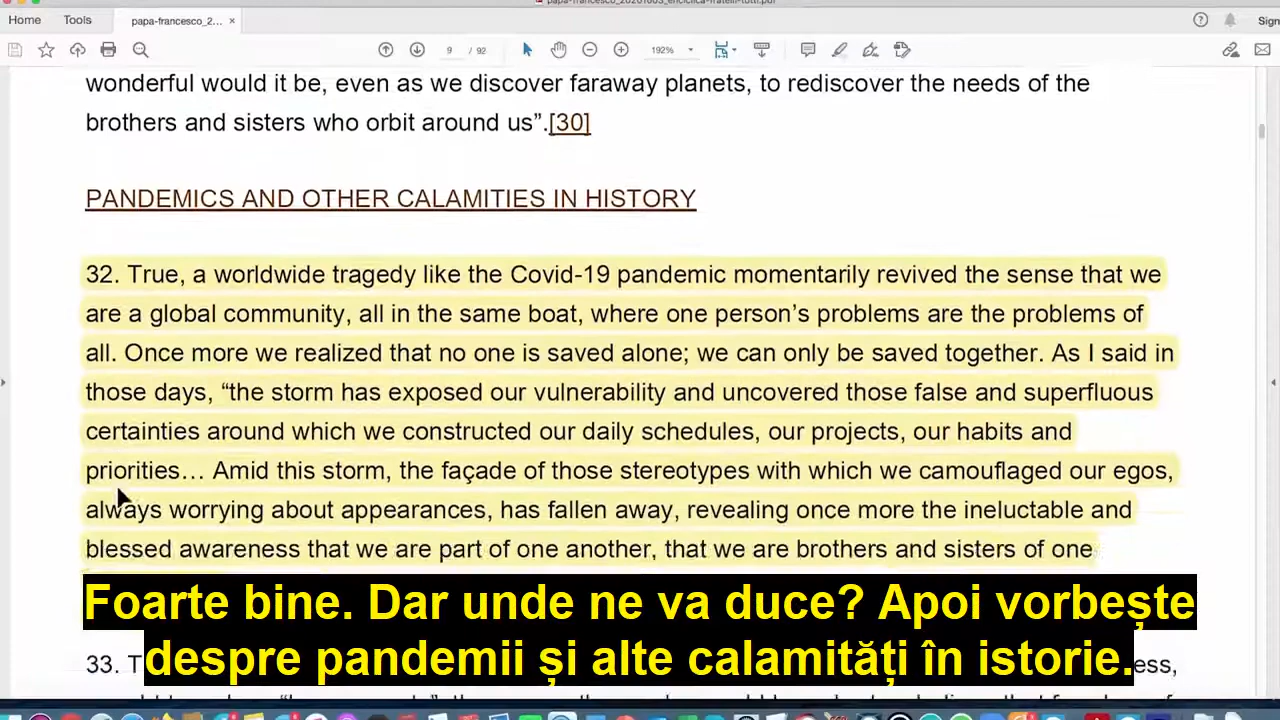 papa-francesco_20201003_enciclica-fratelli-tutti.pdf
Home Tools papa-francesco_2... × Sign
9 / 92 192%
wonderful would it be, even as we discover faraway planets, to rediscover the needs of the
brothers and sisters who orbit around us”.[30]
PANDEMICS AND OTHER CALAMITIES IN HISTORY
32. True, a worldwide tragedy like the Covid-19 pandemic momentarily revived the sense that we
are a global community, all in the same boat, where one person’s problems are the problems of
all. Once more we realized that no one is saved alone; we can only be saved together. As I said in
those days, “the storm has exposed our vulnerability and uncovered those false and superfluous
certainties around which we constructed our daily schedules, our projects, our habits and
priorities… Amid this storm, the façade of those stereotypes with which we camouflaged our egos,
always worrying about appearances, has fallen away, revealing once more the ineluctable and
blessed awareness that we are part of one another, that we are brothers and sisters of one
Foarte bine. Dar unde ne va duce? Apoi vorbește
despre pandemii și alte calamități în istorie.
33. T ess,